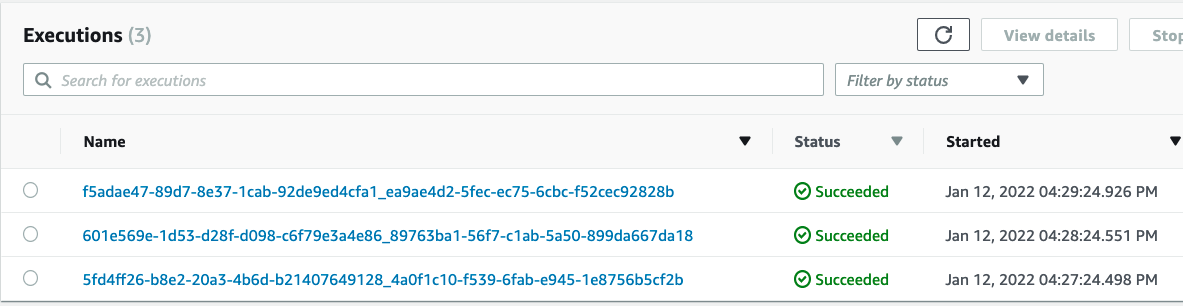 Executions (3)
View details
Stop
Search for executions
Filter by status
Name Status Started
f5adae47-89d7-8e37-1cab-92de9ed4cfa1_ea9ae4d2-5fec-ec75-6cbc-f52cec92828b Succeeded Jan 12, 2022 04:29:24.926 PM
601e569e-1d53-d28f-d098-c6f79e3a4e86_89763ba1-56f7-c1ab-5a50-899da667da18 Succeeded Jan 12, 2022 04:28:24.551 PM
5fd4ff26-b8e2-20a3-4b6d-b21407649128_4a0f1c10-f539-6fab-e945-1e8756b5cf2b Succeeded Jan 12, 2022 04:27:24.498 PM